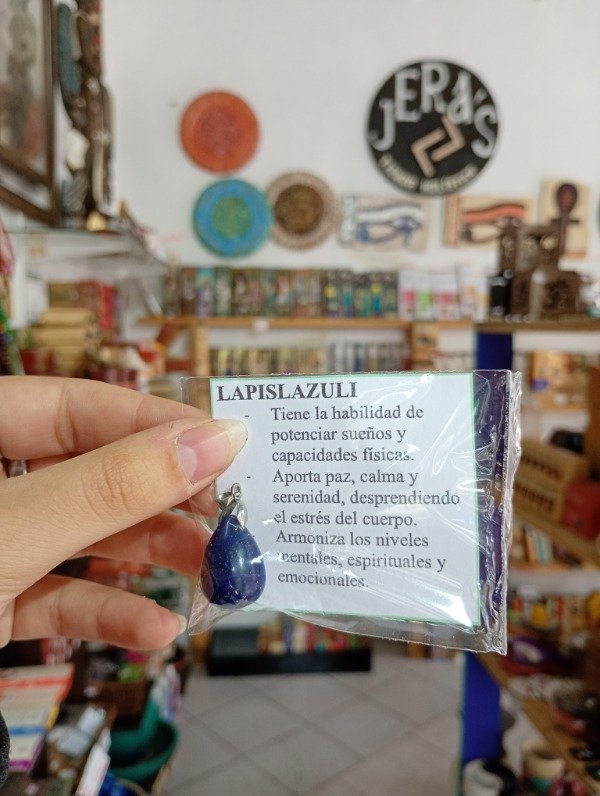 JERA'S
LAPISLAZULI
- Tiene la habilidad de
potenciar sueños y
capacidades físicas.
- Aporta paz, calma y
serenidad, desprendiendo
el estrés del cuerpo.
Armoniza los niveles
mentales, espirituales y
emocionales.